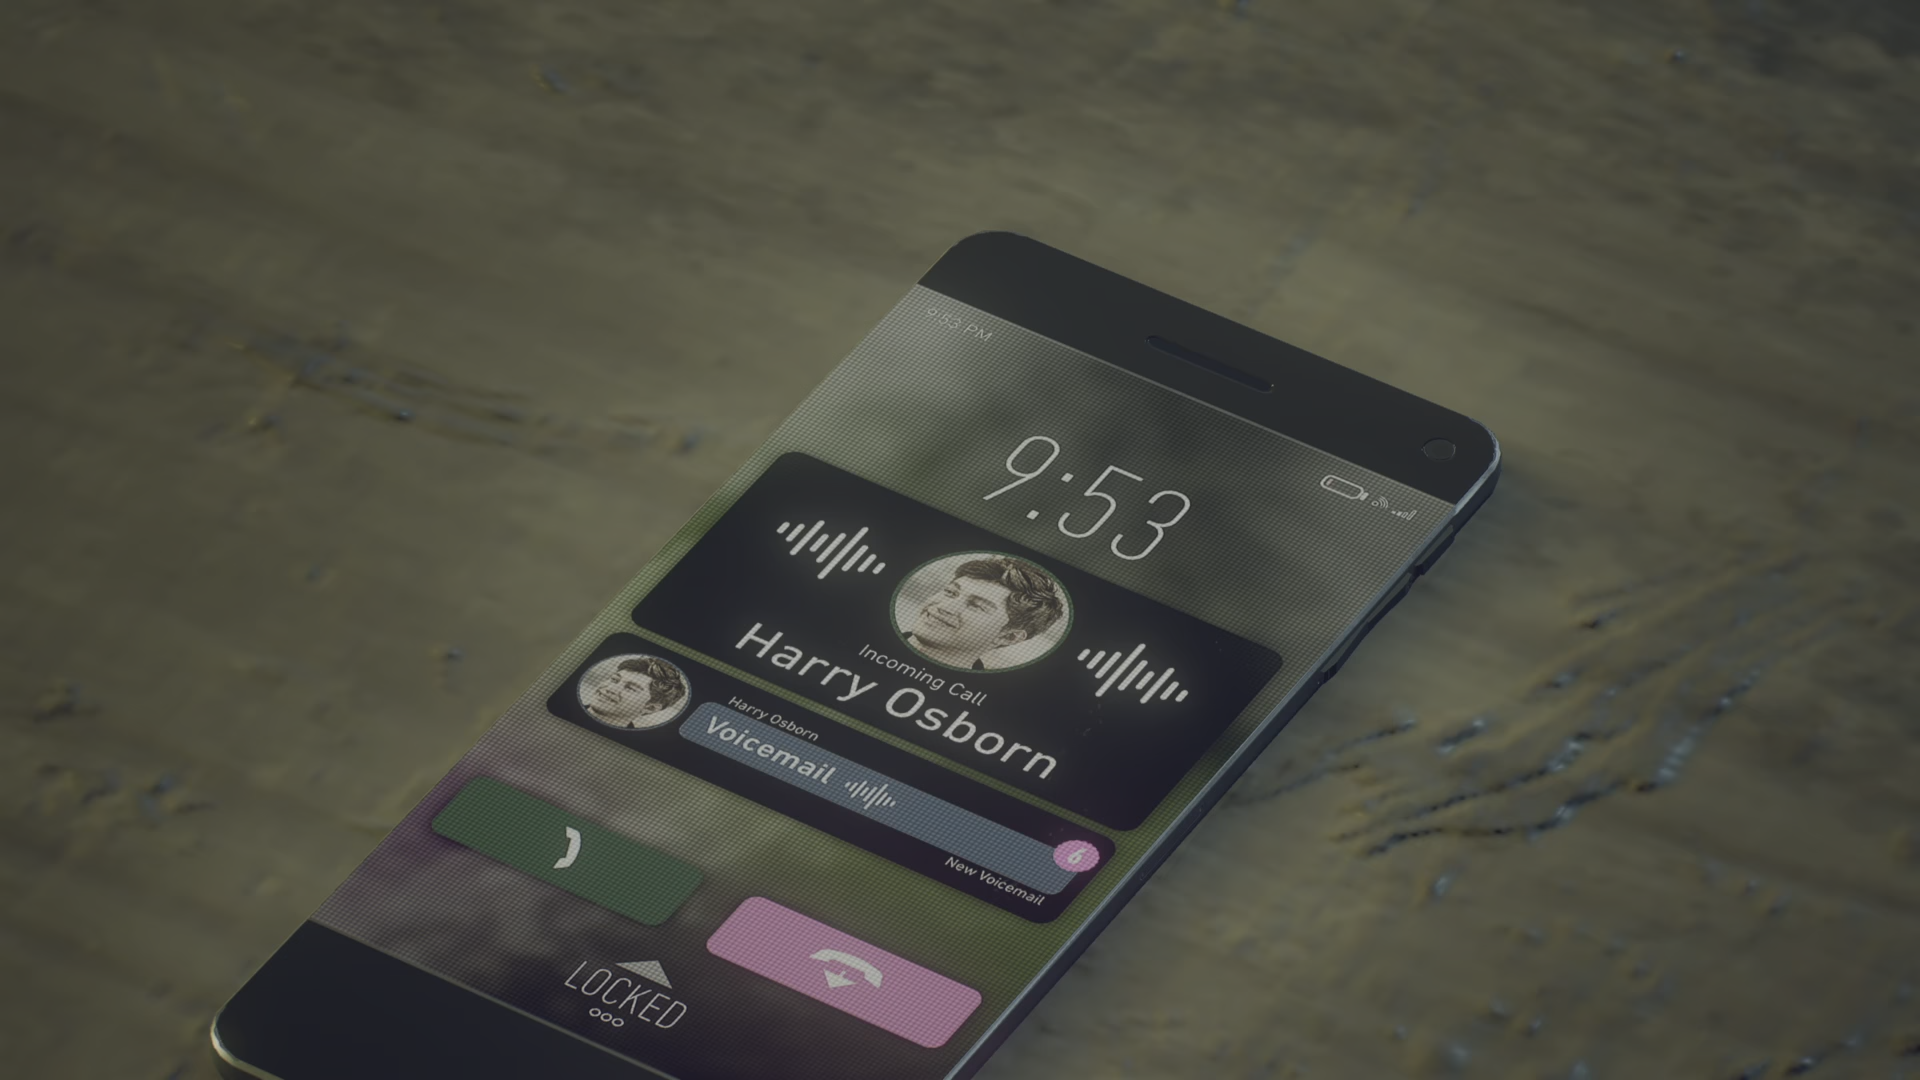 9:53 PM
9:53
Incoming Call
Harry Osborn
Harry Osborn
Voicemail
6
New Voicemail
LOCKED